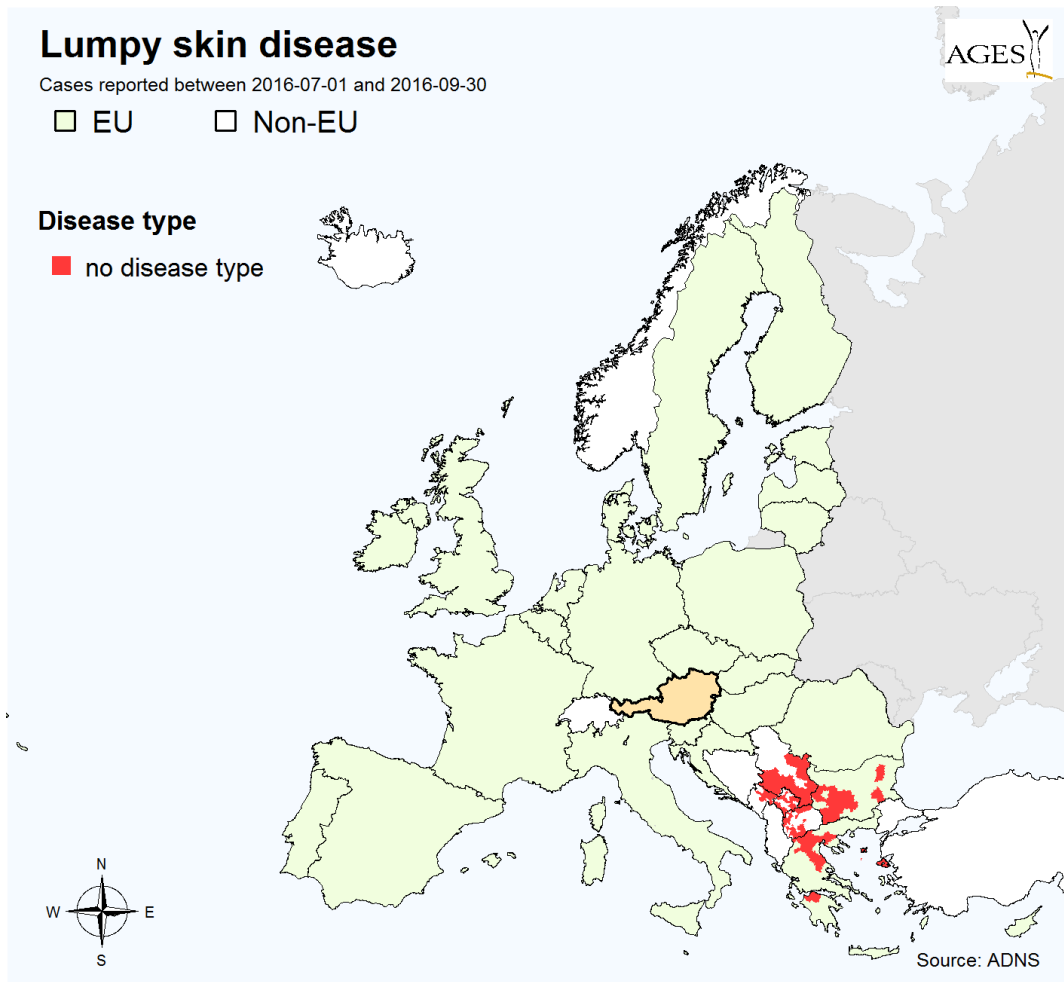 Lumpy skin disease
AGES
Cases reported between 2016-07-01 and 2016-09-30
EU Non-EU
Disease type
no disease type
N
W E
S
Source: ADNS